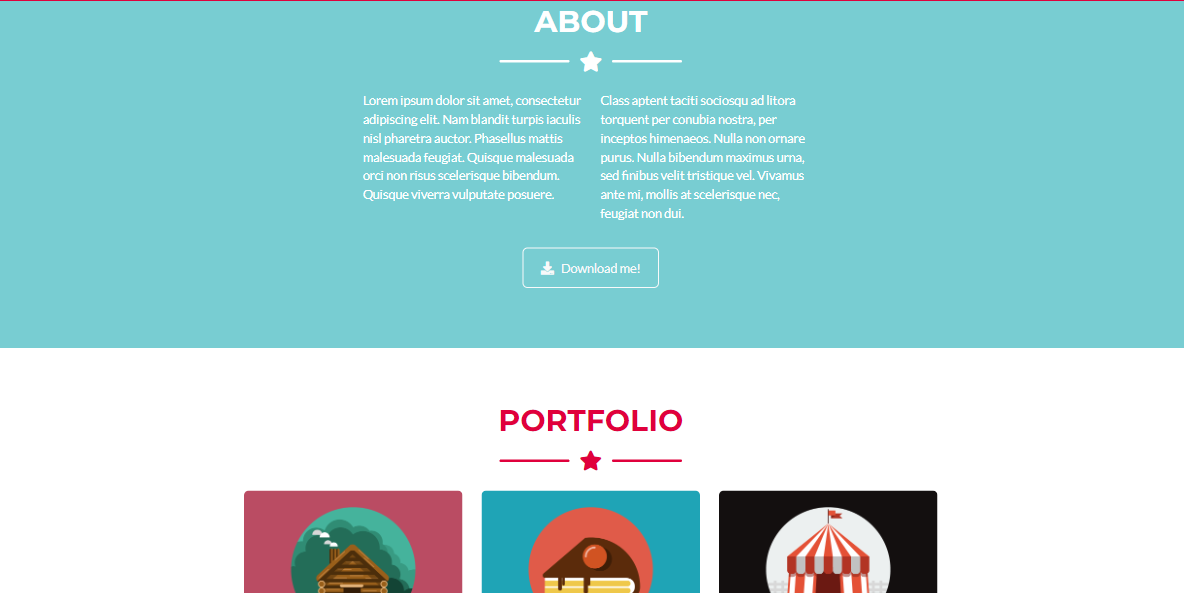 ABOUT
Lorem ipsum dolor sit amet, consectetur
adipiscing elit. Nam blandit turpis iaculis
nisl pharetra auctor. Phasellus mattis
malesuada feugiat. Quisque malesuada
orci non risus scelerisque bibendum.
Quisque viverra vulputate posuere.
Class aptent taciti sociosqu ad litora
torquent per conubia nostra, per
inceptos himenaeos. Nulla non ornare
purus. Nulla bibendum maximus urna,
sed finibus velit tristique vel. Vivamus
ante mi, mollis at scelerisque nec,
feugiat non dui.
Download me!
PORTFOLIO